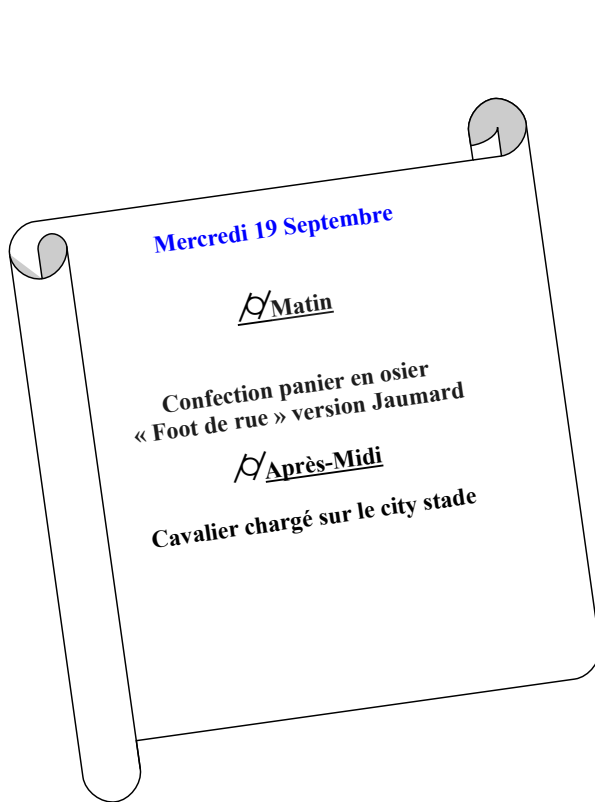 Mercredi 19 Septembre
Matin
Confection panier en osier
« Foot de rue » version Jaumard
Après-Midi
Cavalier chargé sur le city stade